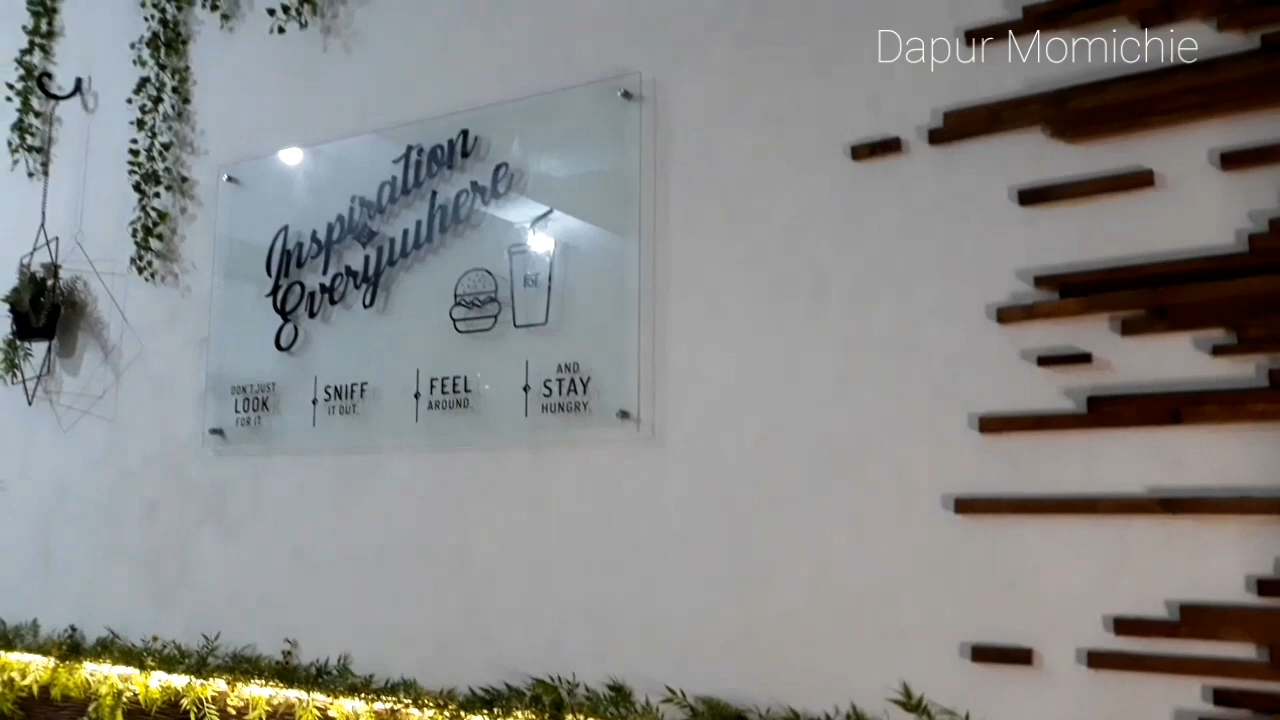 Dapur Momichie
Inspiration
Everywhere
DON'T JUST
LOOK
FOR IT
SNIFF
IT OUT.
FEEL
AROUND.
AND
STAY
HUNGRY.